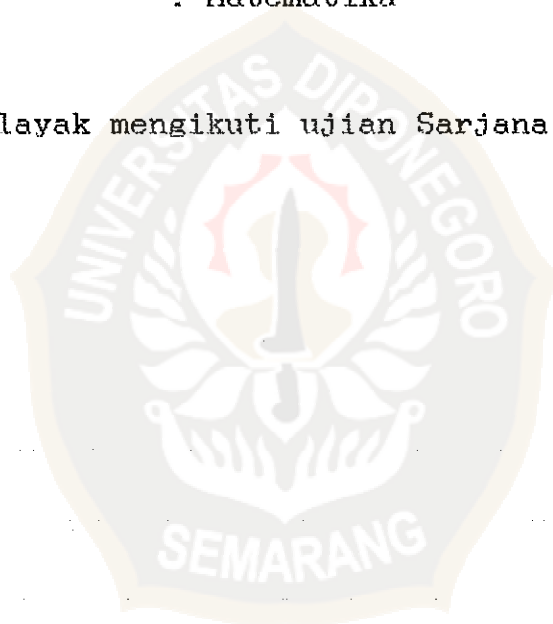 : Matematika
layak mengikuti ujian Sarjana
UNIVERSITAS DIPONEGORO
SEMARANG